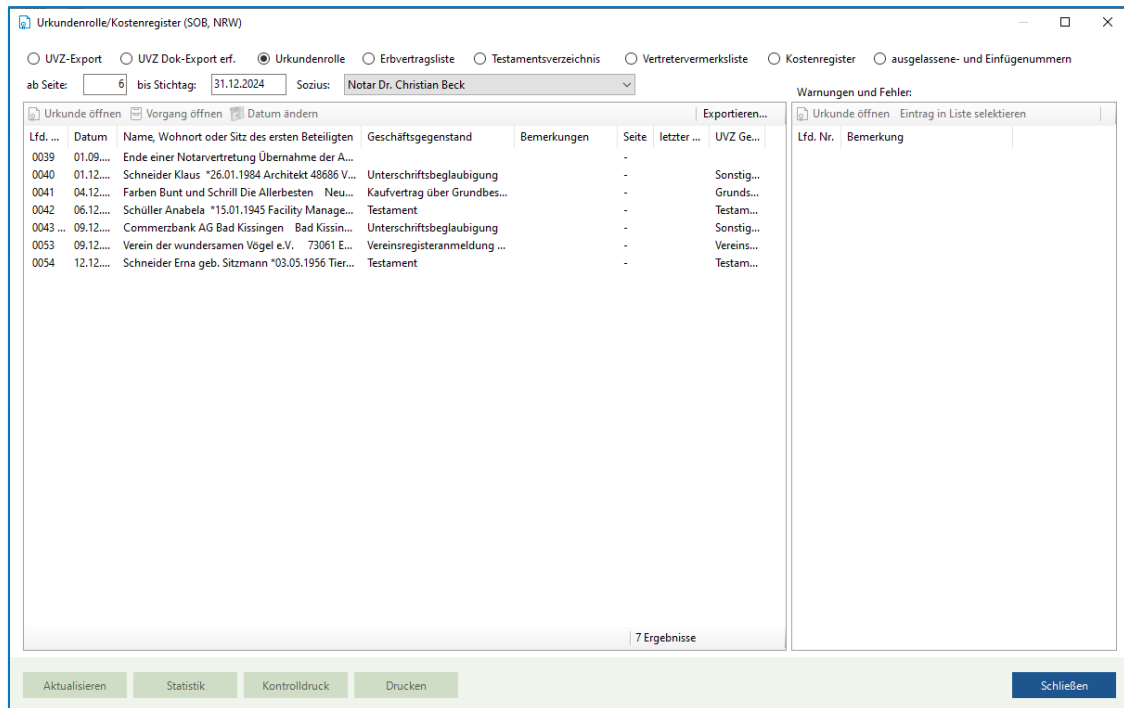 Urkundenrolle/Kostenregister (SOB, NRW)
UVZ-Export UVZ Dok-Export erf. Urkundenrolle Erbvertragsliste Testamentsverzeichnis Vertretervermerksliste Kostenregister ausgelassene- und Einfügenummern
ab Seite: 6 bis Stichtag: 31.12.2024 Sozius: Notar Dr. Christian Beck
Warnungen und Fehler:
Urkunde öffnen Vorgang öffnen Datum ändern Exportieren... Urkunde öffnen Eintrag in Liste selektieren
Lfd. ... Datum Name, Wohnort oder Sitz des ersten Beteiligten Geschäftsgegenstand Bemerkungen Seite letzter ... UVZ Ge... Lfd. Nr. Bemerkung
0039 01.09.... Ende einer Notarvertretung Übernahme der A... -
0040 01.12.... Schneider Klaus *26.01.1984 Architekt 48686 V... Unterschriftsbeglaubigung - Sonstig...
0041 04.12.... Farben Bunt und Schrill Die Allerbesten Neu... Kaufvertrag über Grundbes... - Grunds...
0042 06.12.... Schüller Anabela *15.01.1945 Facility Manage... Testament - Testam...
0043 ... 09.12.... Commerzbank AG Bad Kissingen Bad Kissin... Unterschriftsbeglaubigung - Sonstig...
0053 09.12.... Verein der wundersamen Vögel e.V. 73061 E... Vereinsregisteranmeldung ... - Vereins...
0054 12.12.... Schneider Erna geb. Sitzmann *03.05.1956 Tier... Testament - Testam...
7 Ergebnisse
Aktualisieren Statistik Kontrolldruck Drucken Schließen